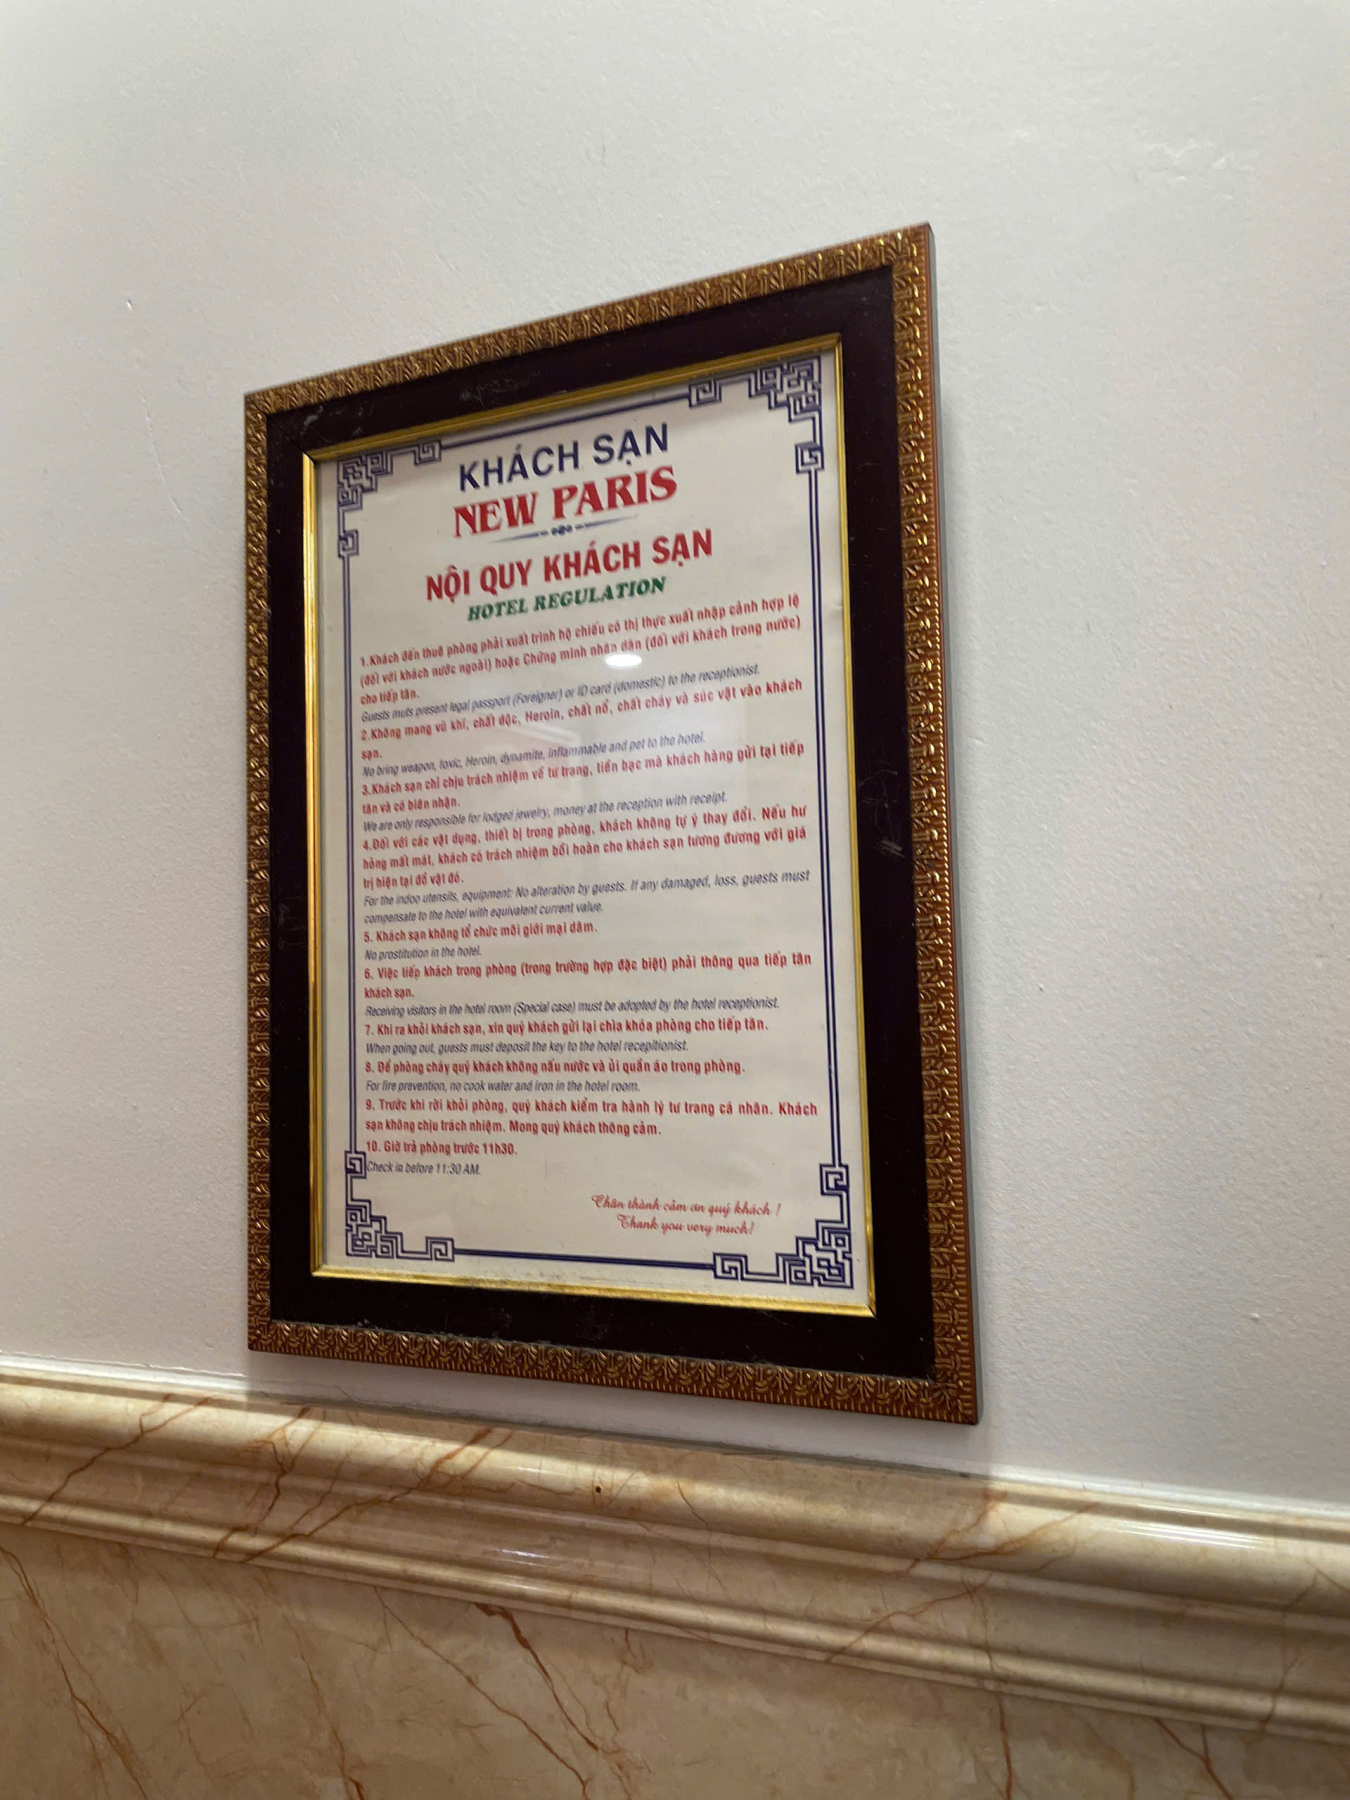 KHÁCH SẠN
NEW PARIS
NỘI QUY KHÁCH SẠN
HOTEL REGULATION
1.Khách đến thuê phòng phải xuất trình hộ chiếu có thị thực xuất nhập cảnh hợp lệ
(đối với khách nước ngoài) hoặc Chứng minh nhân dân (đối với khách trong nước)
cho tiếp tân.
Guests muts present legal passport (Foreigner) or ID card (domestic) to the receptionist.
2.Không mang vũ khí, chất độc, Heroin, chất nổ, chất cháy và súc vật vào khách
sạn.
No bring weapon, toxic, Heroin, dynamite, inflammable and pet to the hotel.
3.Khách sạn chỉ chịu trách nhiệm về tư trang, tiền bạc mà khách hàng gửi tại tiếp
tân và có biên nhận.
We are only responsible for lodged jewelry, money at the reception with receipt.
4.Đối với các vật dụng, thiết bị trong phòng, khách không tự ý thay đổi. Nếu hư
hỏng mất mát, khách có trách nhiệm bồi hoàn cho khách sạn tương đương với giá
trị hiện tại đồ vật đó.
For the indoo utensils, equipment: No alteration by guests. If any damaged, loss, guests must
compensate to the hotel with equivalent current value.
5. Khách sạn không tổ chức môi giới mại dâm.
No prostitution in the hotel.
6. Việc tiếp khách trong phòng (trong trường hợp đặc biệt) phải thông qua tiếp tân
khách sạn.
Receiving visitors in the hotel room (Special case) must be adopted by the hotel receptionist.
7. Khi ra khỏi khách sạn, xin quý khách gửi lại chìa khóa phòng cho tiếp tân.
When going out, guests must deposit the key to the hotel recepitionist.
8. Để phòng cháy quý khách không nấu nước và ủi quần áo trong phòng.
For fire prevention, no cook water and iron in the hotel room.
9. Trước khi rời khỏi phòng, quý khách kiểm tra hành lý tư trang cá nhân. Khách
sạn không chịu trách nhiệm. Mong quý khách thông cảm.
10. Giờ trả phòng trước 11h30.
Check in before 11:30 AM.
Chân thành cảm ơn quý khách !
Thank you very much!